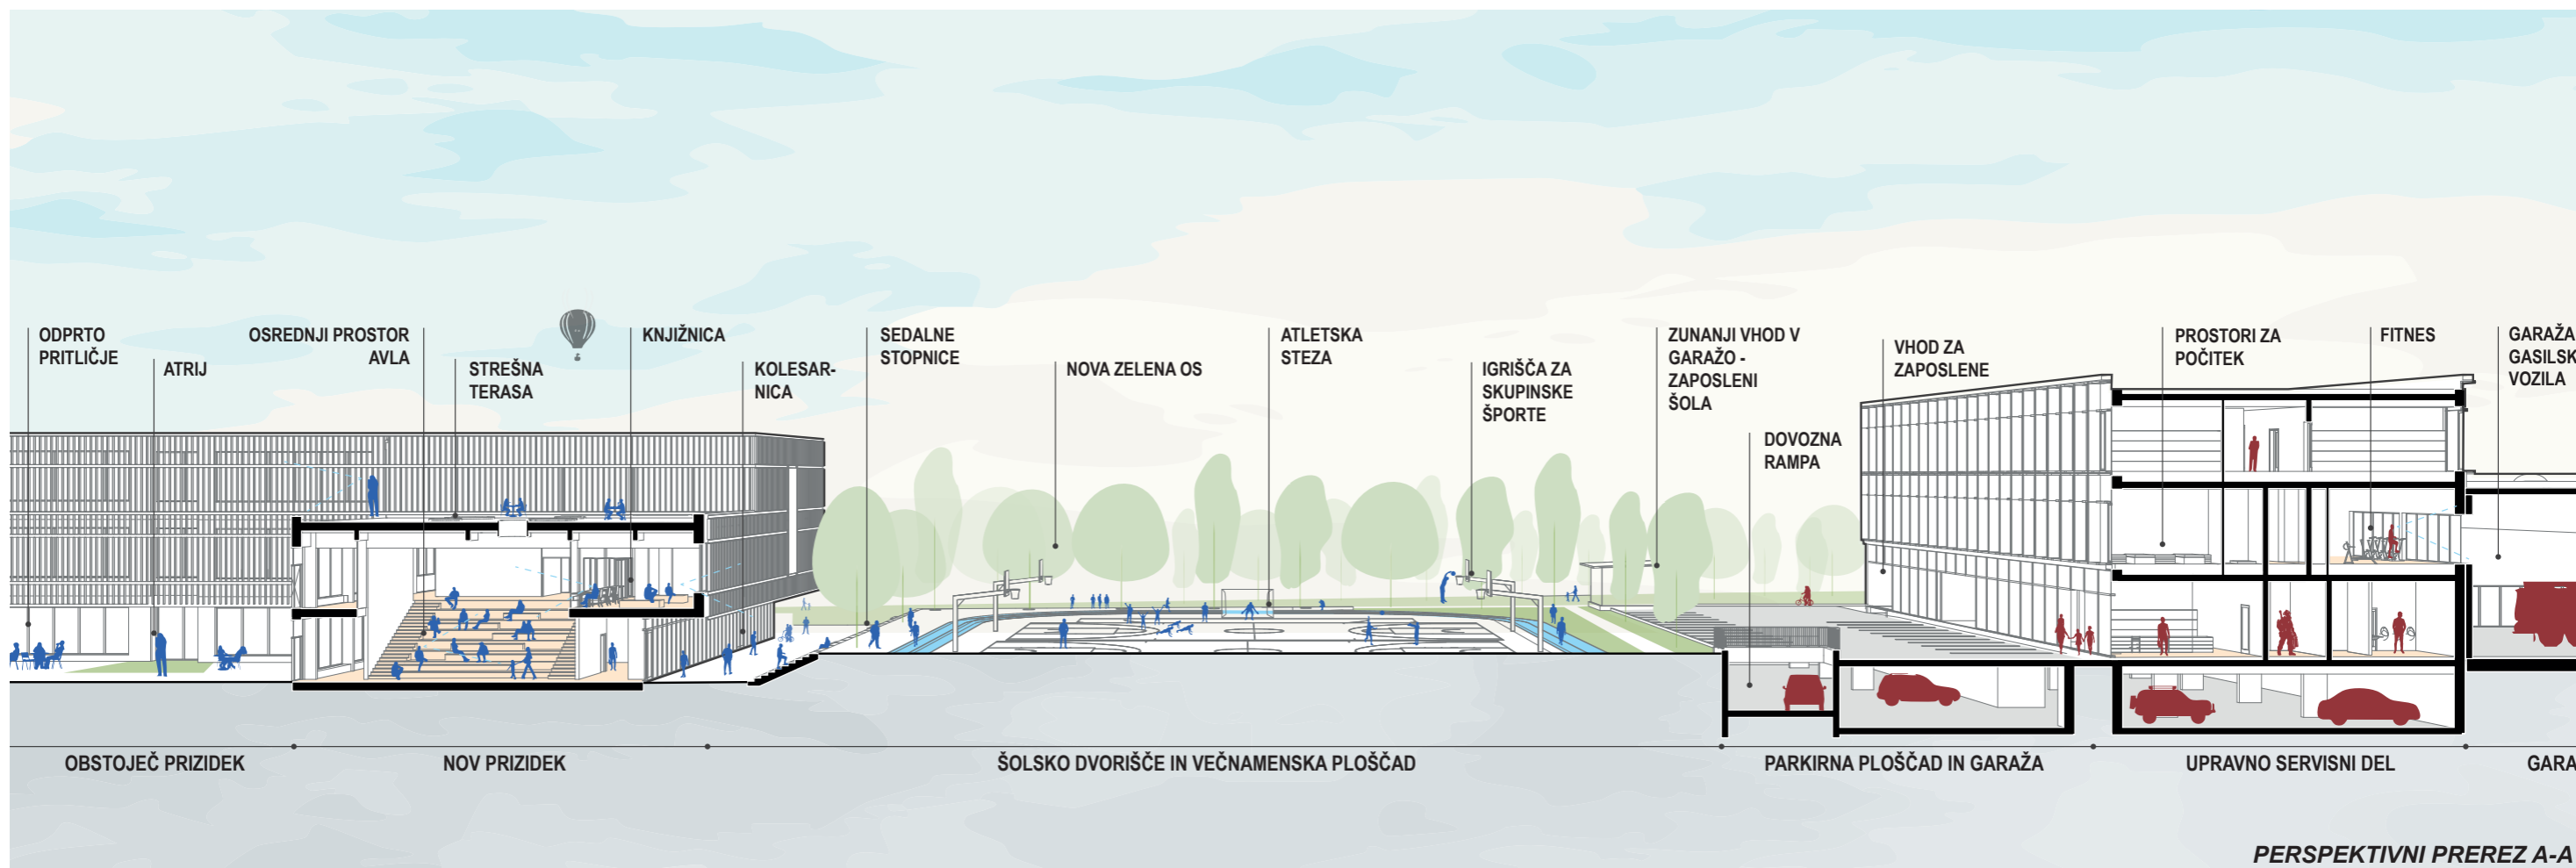 ODPRTO
PRITLIČJE
ATRIJ
OSREDNJI PROSTOR
AVLA
STREŠNA
TERASA
KNJIŽNICA
KOLESAR-
NICA
SEDALNE
STOPNICE
NOVA ZELENA OS
ATLETSKA
STEZA
IGRIŠČA ZA
SKUPINSKE
ŠPORTE
ZUNANJI VHOD V
GARAŽO -
ZAPOSLENI
ŠOLA
DOVOZNA
RAMPA
VHOD ZA
ZAPOSLENE
PROSTORI ZA
POČITEK
FITNES
GARAŽA
GASILSK
VOZILA
OBSTOJEČ PRIZIDEK
NOV PRIZIDEK
ŠOLSKO DVORIŠČE IN VEČNAMENSKA PLOŠČAD
PARKIRNA PLOŠČAD IN GARAŽA
UPRAVNO SERVISNI DEL
GARA
PERSPEKTIVNI PREREZ A-A